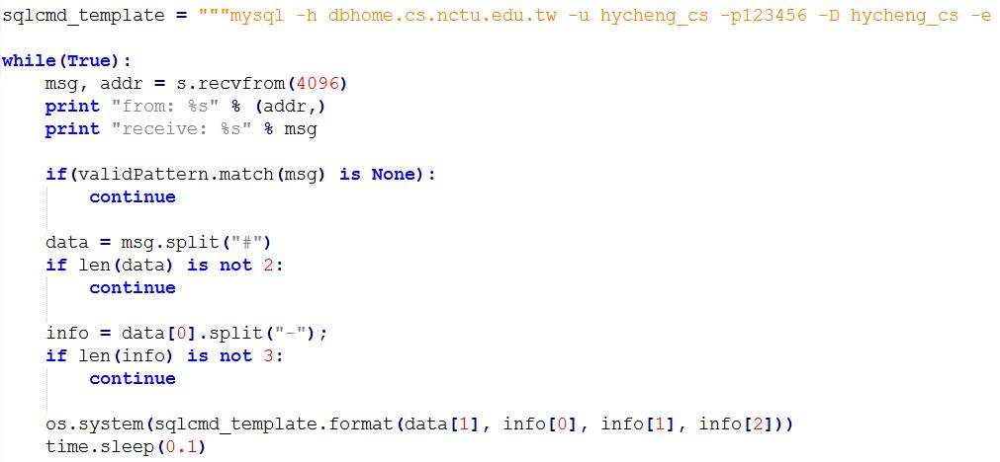 sqlcmd_template = """mysql -h dbhome.cs.nctu.edu.tw -u hycheng_cs -p123456 -D hycheng_cs -e
while(True):
    msg, addr = s.recvfrom(4096)
    print "from: %s" % (addr,)
    print "receive: %s" % msg
    if(validPattern.match(msg) is None):
        continue
    data = msg.split("#")
    if len(data) is not 2:
        continue
    info = data[0].split("-");
    if len(info) is not 3:
        continue
    os.system(sqlcmd_template.format(data[1], info[0], info[1], info[2]))
    time.sleep(0.1)